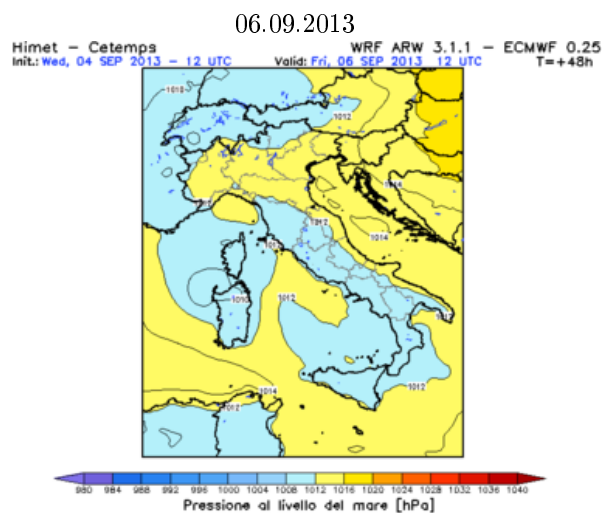 06.09.2013
Himet – Cetemps WRF ARW 3.1.1 – ECMWF 0.25
Init.: Wed, 04 SEP 2013 – 12 UTC Valid: Fri, 06 SEP 2013 12 UTC T=+48h
1010
1012
1014
1012
1014
1010
1012
1014
1012
1012
980 984 988 992 996 1000 1004 1008 1012 1016 1020 1024 1028 1032 1036 1040
Pressione al livello del mare [hPa]